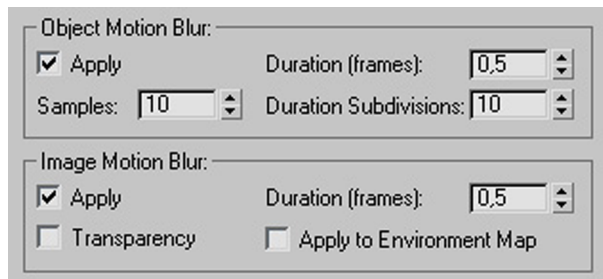 Object Motion Blur:
Apply Duration (frames): 0,5
Samples: 10 Duration Subdivisions: 10
Image Motion Blur:
Apply Duration (frames): 0,5
Transparency Apply to Environment Map